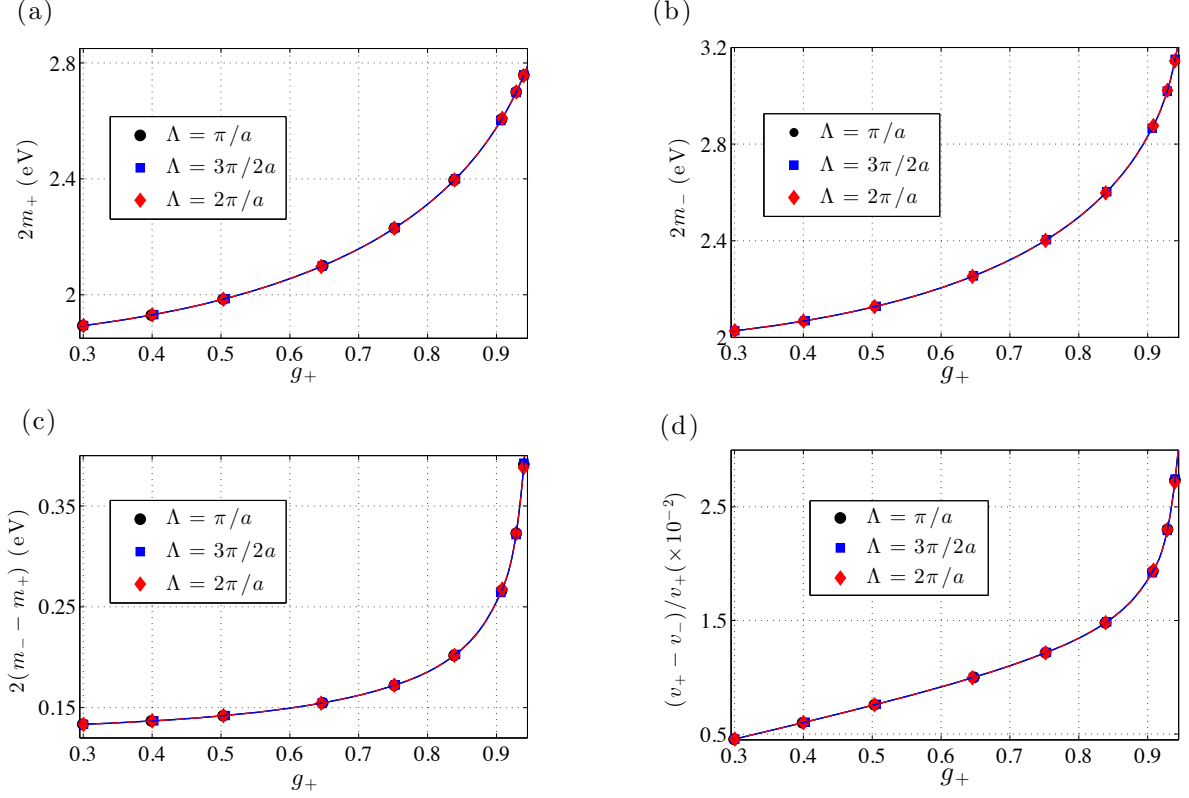 (a)
2m₊ (eV)
2.8
2.4
2
Λ = π/a
Λ = 3π/2a
Λ = 2π/a
0.3 0.4 0.5 0.6 0.7 0.8 0.9
g₊
(b)
2m₋ (eV)
3.2
2.8
2.4
2
Λ = π/a
Λ = 3π/2a
Λ = 2π/a
0.3 0.4 0.5 0.6 0.7 0.8 0.9
g₊
(c)
2(m₋ − m₊) (eV)
0.35
0.25
0.15
Λ = π/a
Λ = 3π/2a
Λ = 2π/a
0.3 0.4 0.5 0.6 0.7 0.8 0.9
g₊
(d)
(v₊ − v₋)/v₊(×10⁻²)
2.5
1.5
0.5
Λ = π/a
Λ = 3π/2a
Λ = 2π/a
0.3 0.4 0.5 0.6 0.7 0.8 0.9
g₊